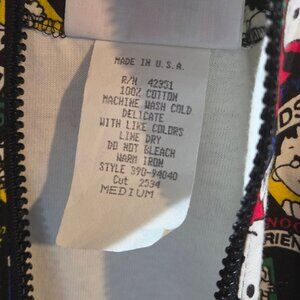 MADE IN U.S.A.
R/N 42951
100% COTTON
MACHINE WASH COLD
DELICATE
WITH LIKE COLORS
LINE DRY
DO NOT BLEACH
WARM IRON
STYLE 390-94040
Cut 2534
MEDIUM